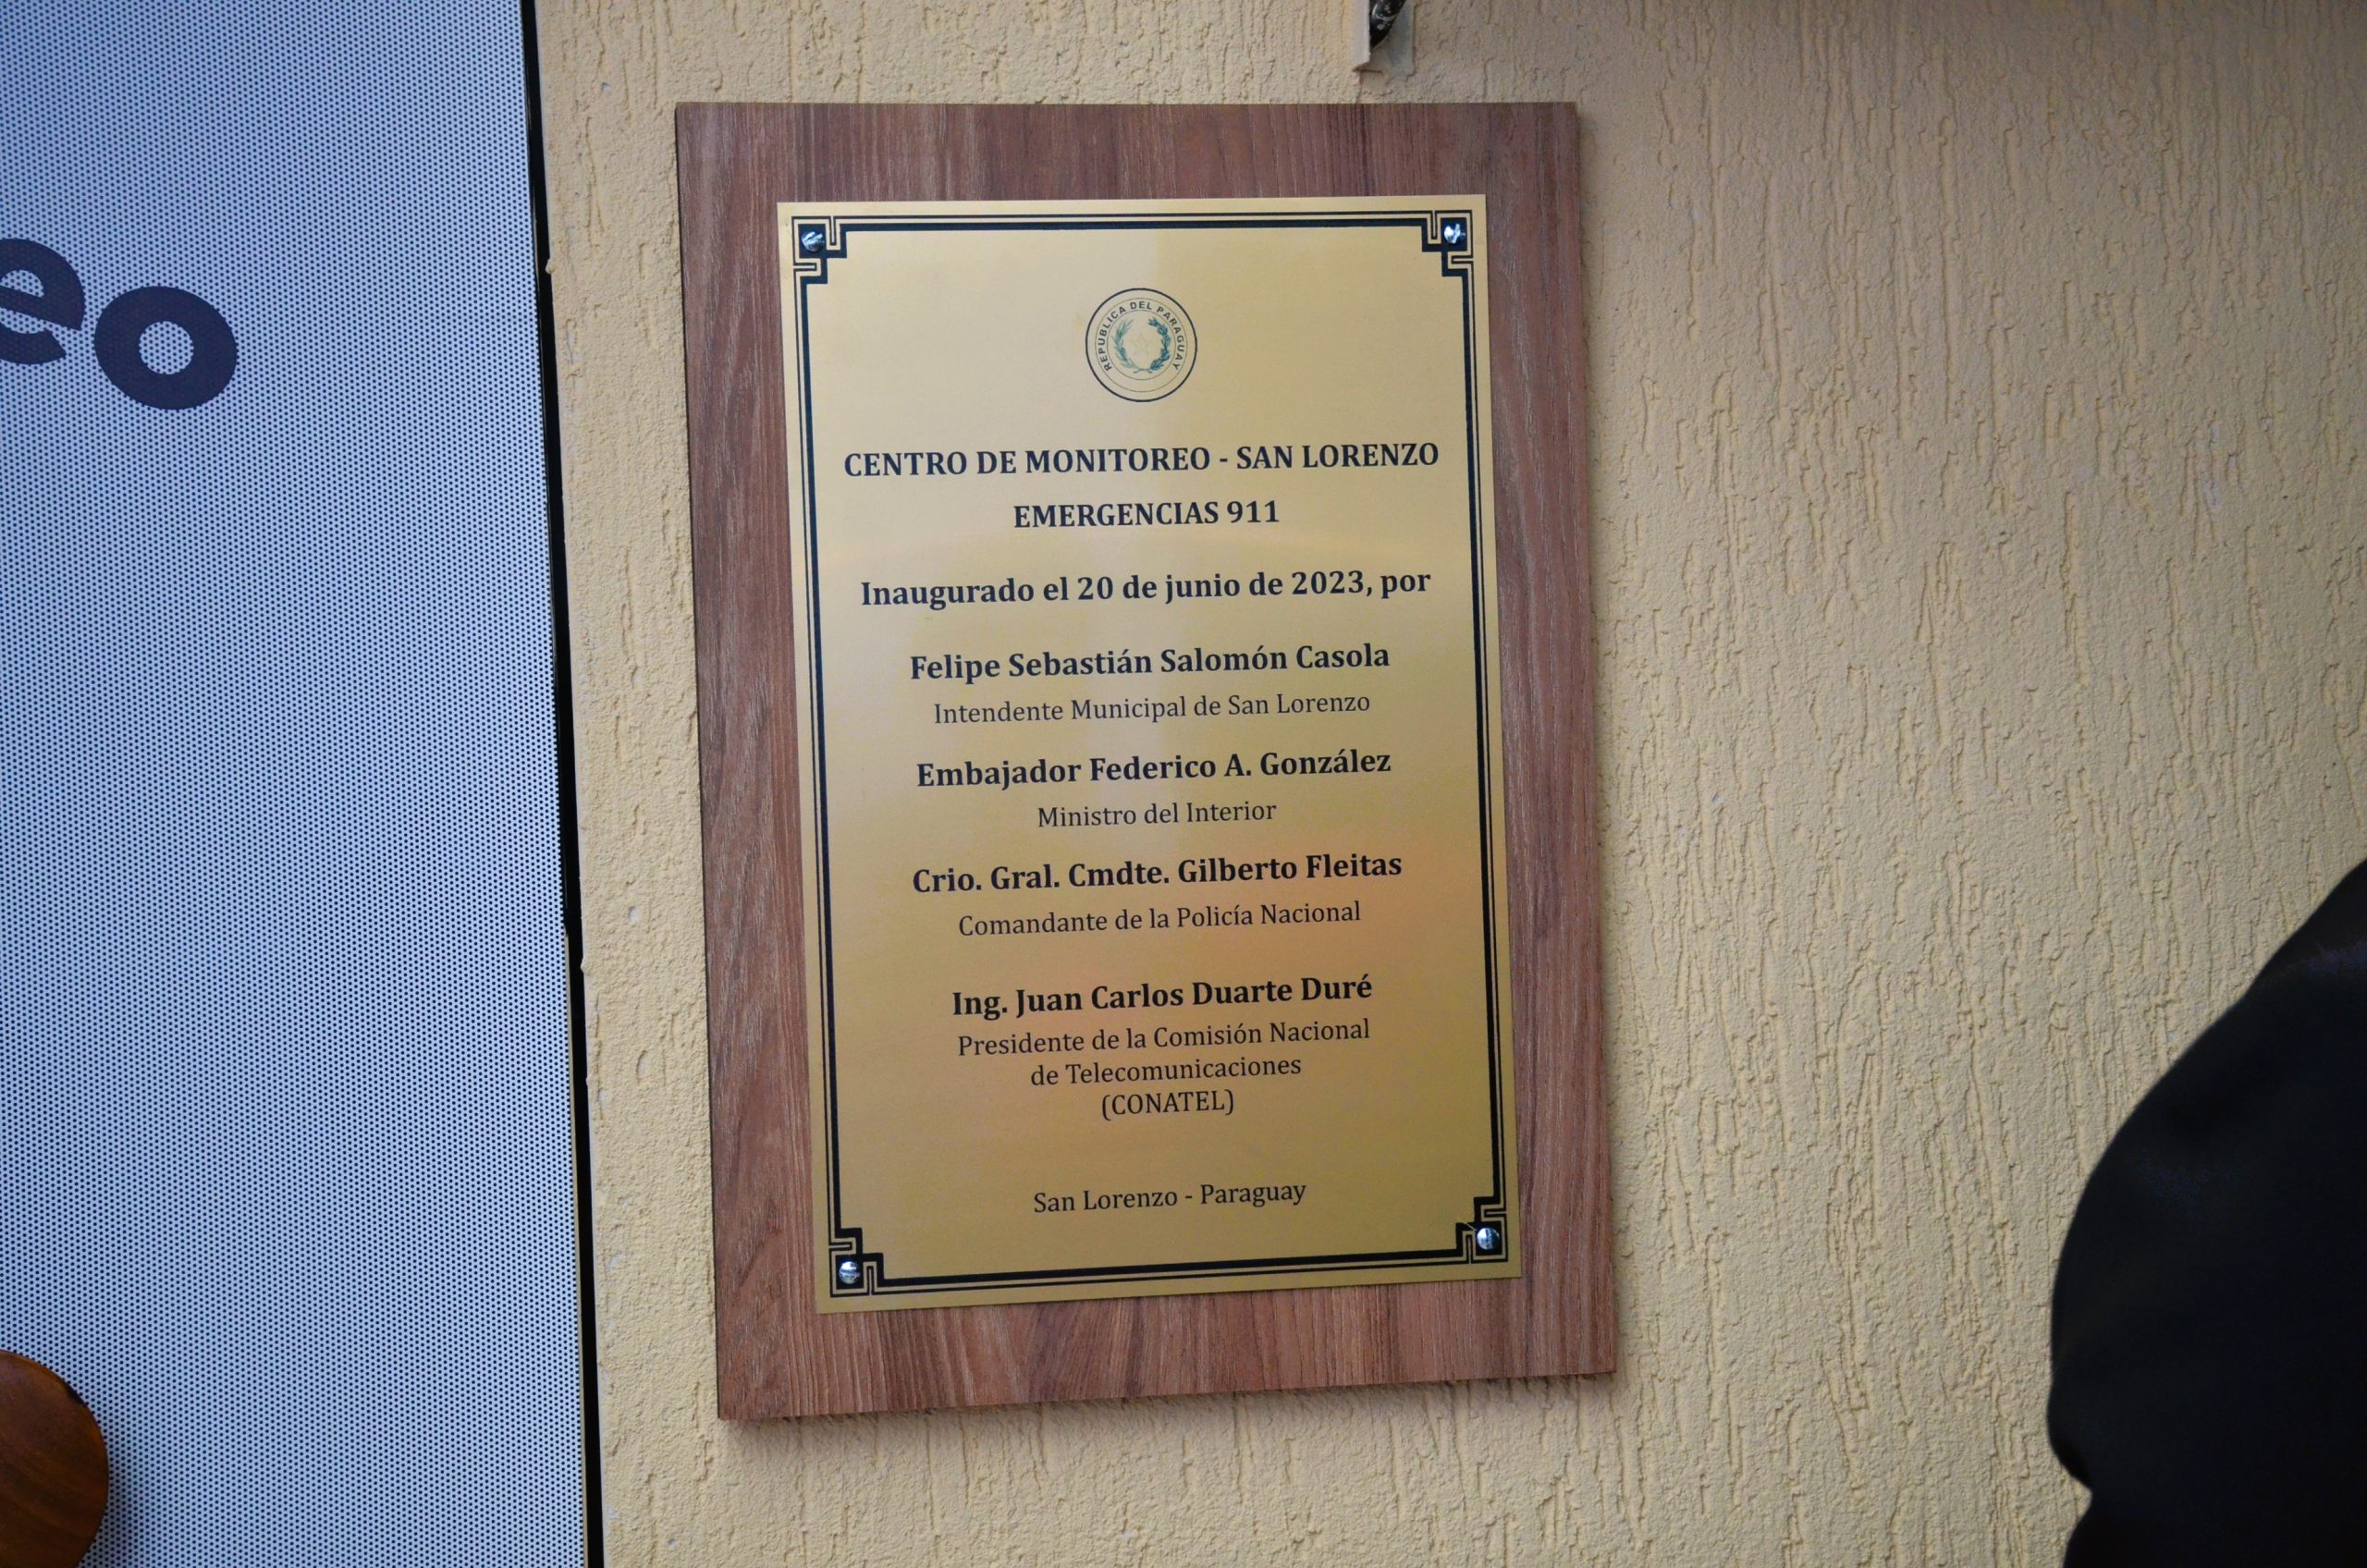 eo
REPUBLICA DEL PARAGUAY
CENTRO DE MONITOREO - SAN LORENZO
EMERGENCIAS 911
Inaugurado el 20 de junio de 2023, por
Felipe Sebastián Salomón Casola
Intendente Municipal de San Lorenzo
Embajador Federico A. González
Ministro del Interior
Crio. Gral. Cmdte. Gilberto Fleitas
Comandante de la Policía Nacional
Ing. Juan Carlos Duarte Duré
Presidente de la Comisión Nacional
de Telecomunicaciones
(CONATEL)
San Lorenzo - Paraguay